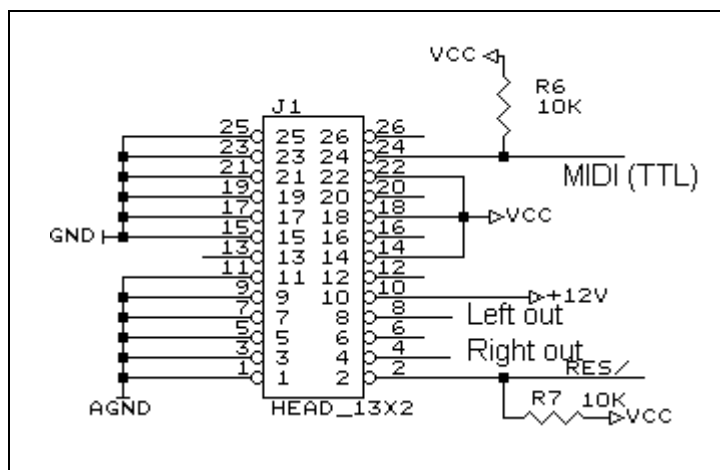 VCC
R6
10K
J1
25 25 26 26
23 23 24 24
MIDI (TTL)
21 21 22 22
19 19 20 20
17 17 18 18 VCC
GND 15 15 16 16
13 13 14 14
11 11 12 12
9 9 10 10 +12V
7 7 8 8 Left out
5 5 6 6
3 3 4 4 Right out
1 1 2 2 RES/
R7 10K VCC
AGND HEAD_13X2